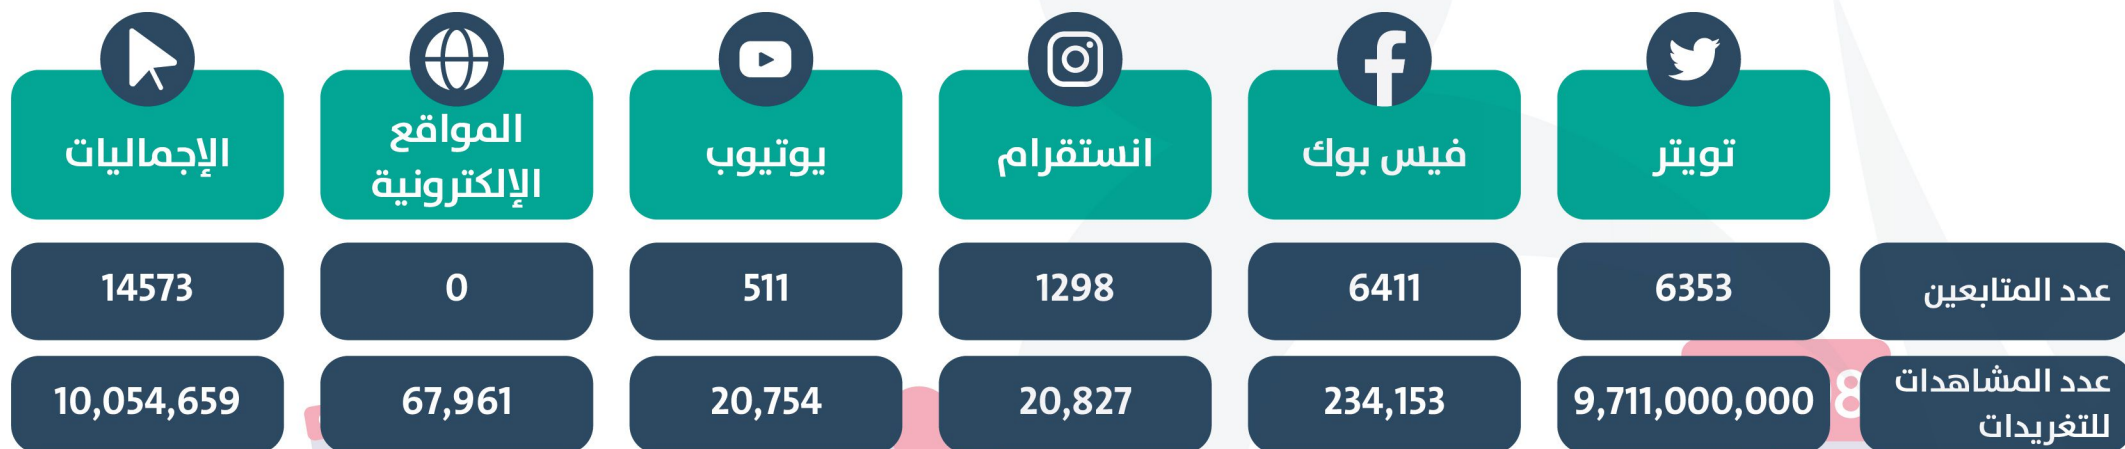 تويتر
فيس بوك
انستقرام
يوتيوب
المواقع
الإلكترونية
الإجماليات
عدد المتابعين
6353
6411
1298
511
0
14573
عدد المشاهدات
للتغريدات
9,711,000,000
234,153
20,827
20,754
67,961
10,054,659
8